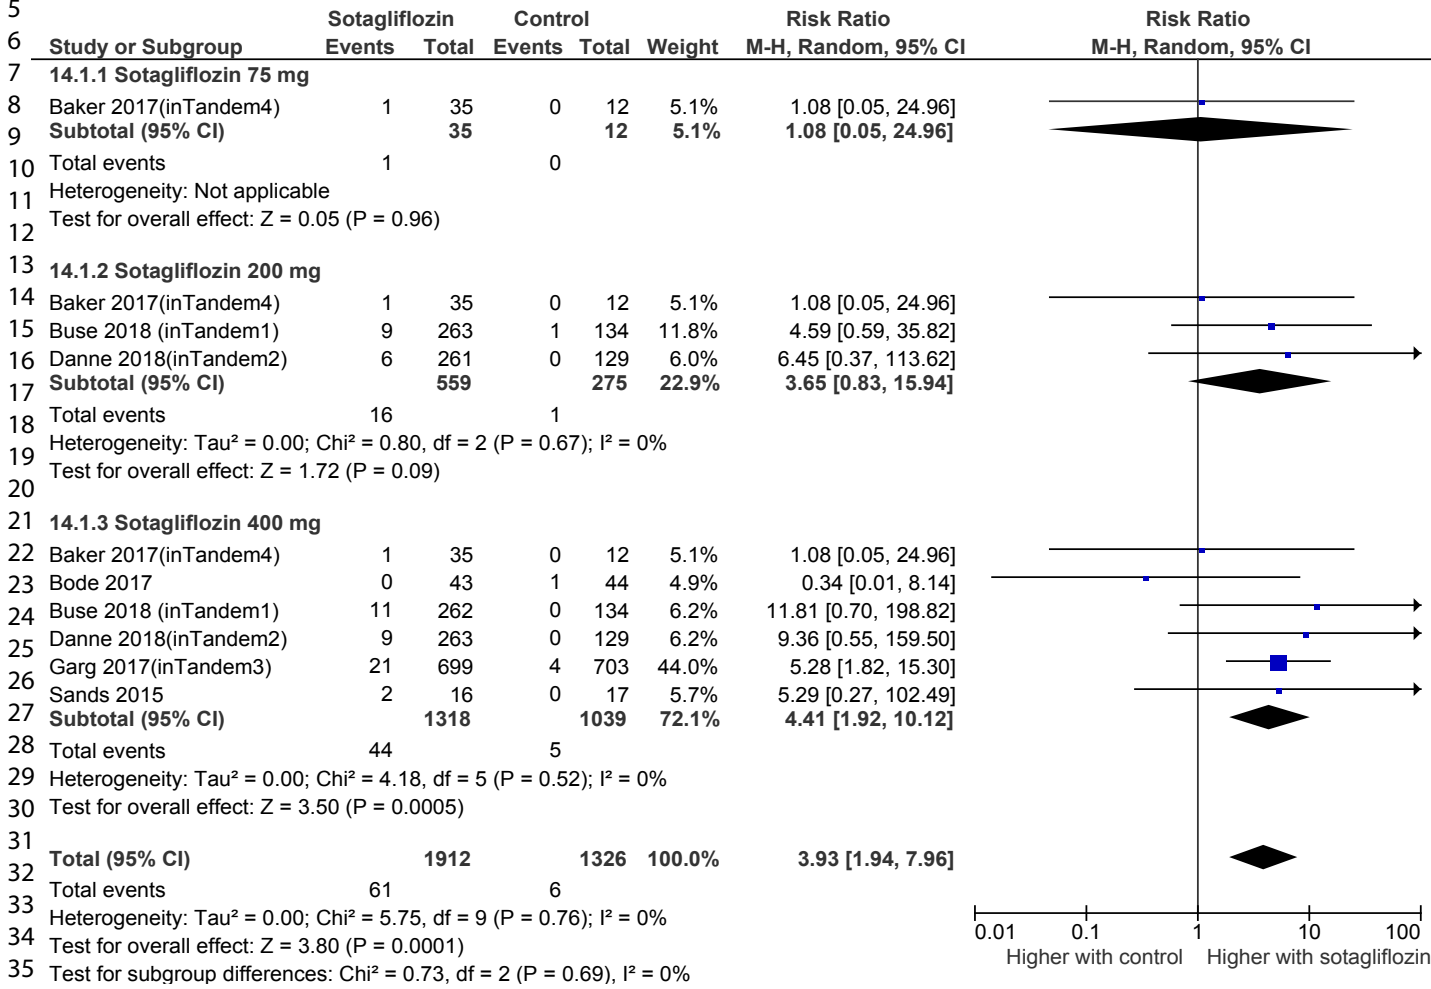 5
Sotagliflozin Control Risk Ratio Risk Ratio
6 Study or Subgroup Events Total Events Total Weight M-H, Random, 95% CI M-H, Random, 95% CI
7 14.1.1 Sotagliflozin 75 mg
8 Baker 2017(inTandem4) 1 35 0 12 5.1% 1.08 [0.05, 24.96]
9 Subtotal (95% CI) 35 12 5.1% 1.08 [0.05, 24.96]
10 Total events 1 0
11 Heterogeneity: Not applicable
Test for overall effect: Z = 0.05 (P = 0.96)
12
13 14.1.2 Sotagliflozin 200 mg
14 Baker 2017(inTandem4) 1 35 0 12 5.1% 1.08 [0.05, 24.96]
15 Buse 2018 (inTandem1) 9 263 1 134 11.8% 4.59 [0.59, 35.82]
16 Danne 2018(inTandem2) 6 261 0 129 6.0% 6.45 [0.37, 113.62]
17 Subtotal (95% CI) 559 275 22.9% 3.65 [0.83, 15.94]
18 Total events 16 1
Heterogeneity: Tau² = 0.00; Chi² = 0.80, df = 2 (P = 0.67); I² = 0%
19 Test for overall effect: Z = 1.72 (P = 0.09)
20
21 14.1.3 Sotagliflozin 400 mg
22 Baker 2017(inTandem4) 1 35 0 12 5.1% 1.08 [0.05, 24.96]
23 Bode 2017 0 43 1 44 4.9% 0.34 [0.01, 8.14]
24 Buse 2018 (inTandem1) 11 262 0 134 6.2% 11.81 [0.70, 198.82]
25 Danne 2018(inTandem2) 9 263 0 129 6.2% 9.36 [0.55, 159.50]
Garg 2017(inTandem3) 21 699 4 703 44.0% 5.28 [1.82, 15.30]
26 Sands 2015 2 16 0 17 5.7% 5.29 [0.27, 102.49]
27 Subtotal (95% CI) 1318 1039 72.1% 4.41 [1.92, 10.12]
28 Total events 44 5
29 Heterogeneity: Tau² = 0.00; Chi² = 4.18, df = 5 (P = 0.52); I² = 0%
30 Test for overall effect: Z = 3.50 (P = 0.0005)
31
32 Total (95% CI) 1912 1326 100.0% 3.93 [1.94, 7.96]
Total events 61 6
33 Heterogeneity: Tau² = 0.00; Chi² = 5.75, df = 9 (P = 0.76); I² = 0%
34 Test for overall effect: Z = 3.80 (P = 0.0001)
35 Test for subgroup differences: Chi² = 0.73, df = 2 (P = 0.69), I² = 0%
0.01 0.1 1 10 100
Higher with control Higher with sotagliflozin